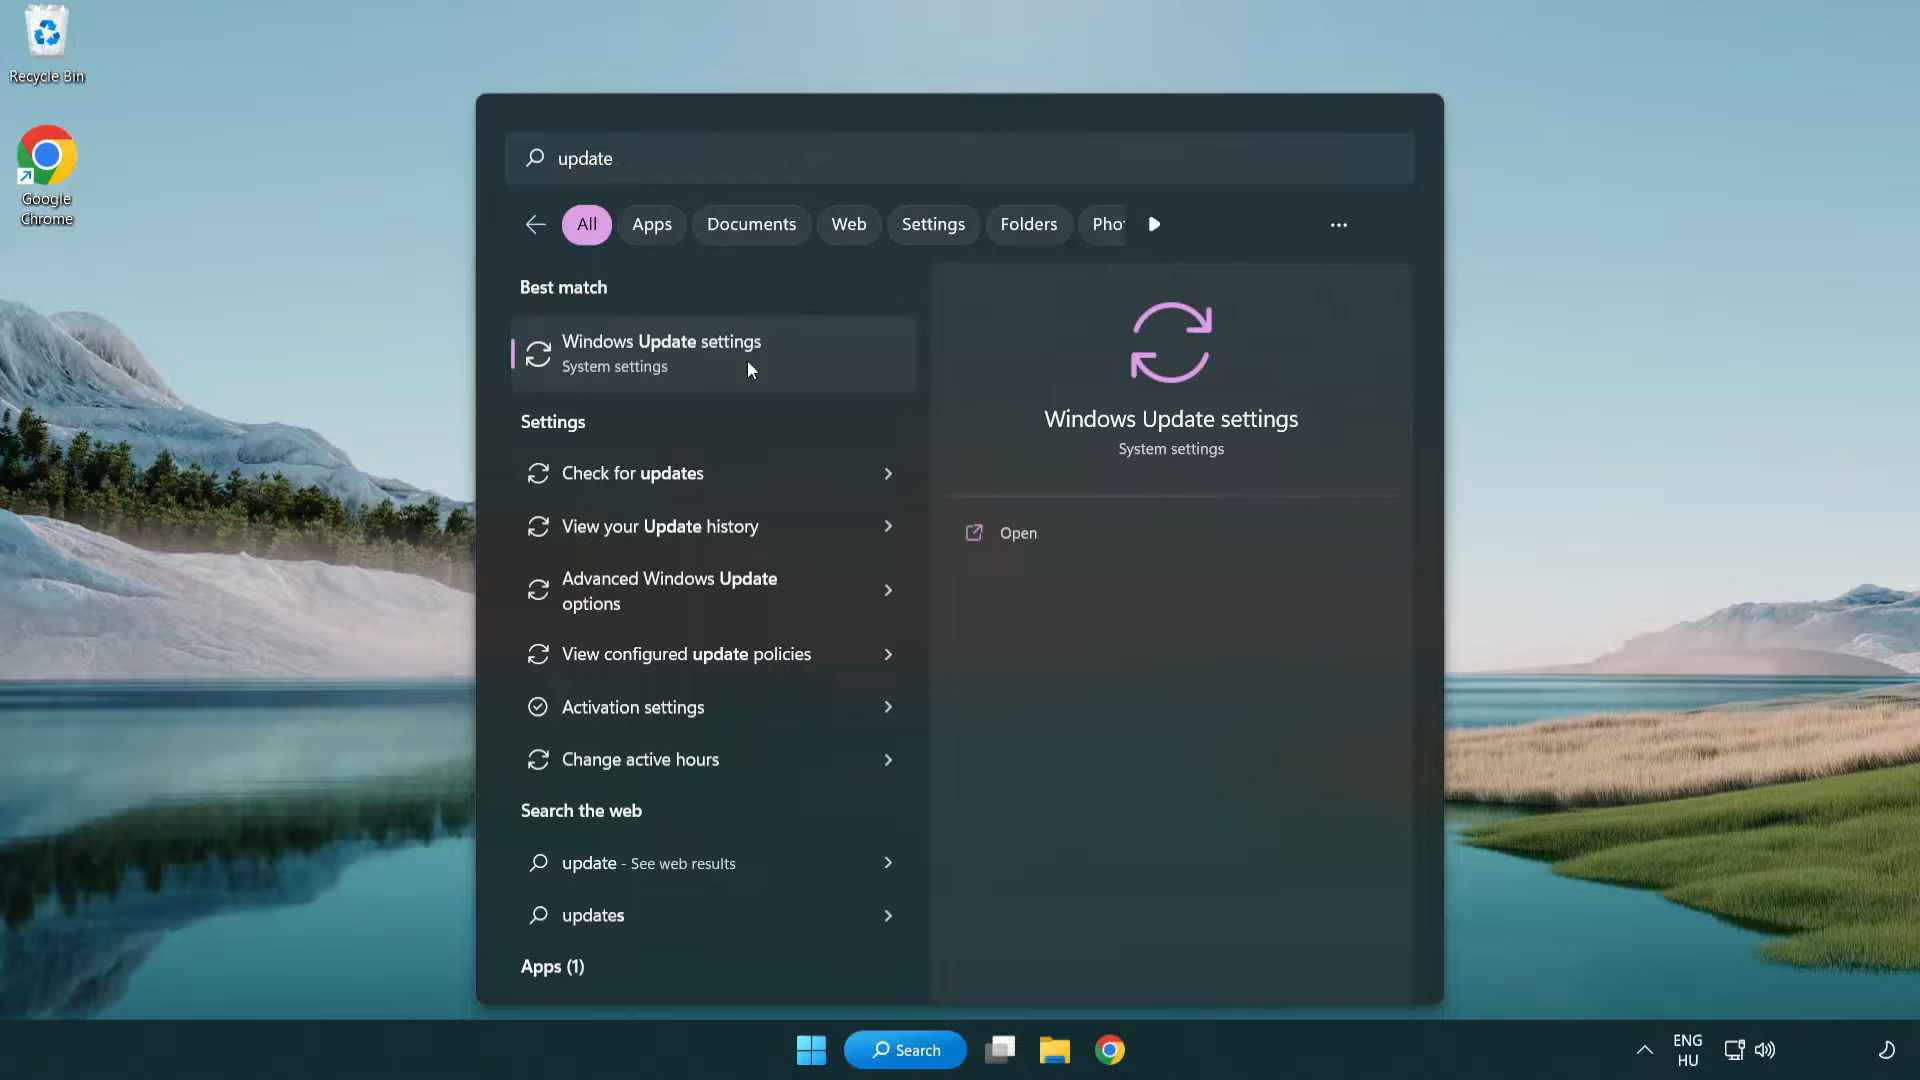 Recycle Bin
Google
Chrome
update
All
Apps
Documents
Web
Settings
Folders
Best match
Windows Update settings
System settings
Settings
Check for updates
View your Update history
Advanced Windows Update
options
View configured update policies
Activation settings
Change active hours
Search the web
update - See web results
updates
Apps (1)
Windows Update settings
System settings
Open
Search
ENG
HU